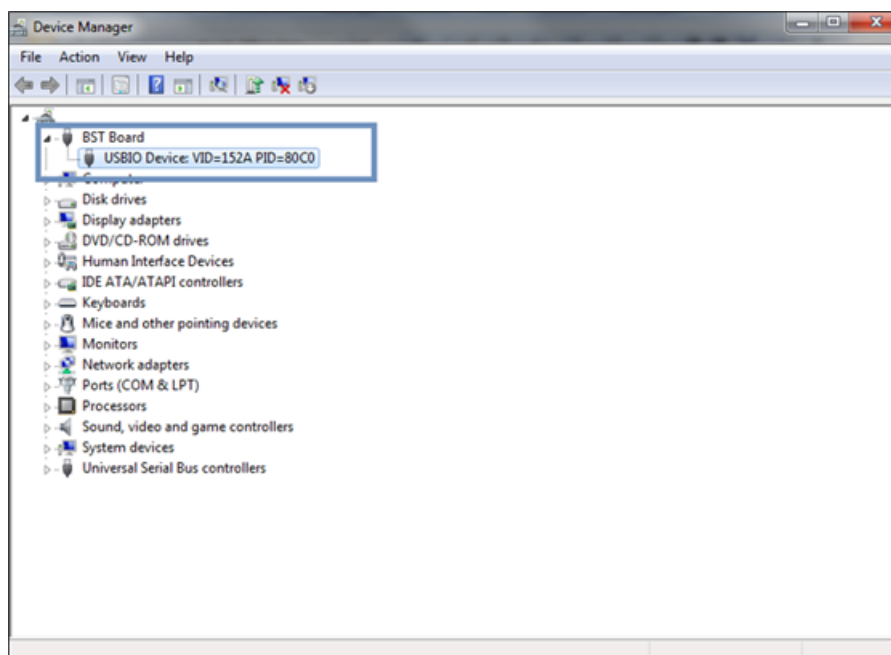 Device Manager
File Action View Help
BST Board
USBIO Device: VID=152A PID=80C0
Computer
Disk drives
Display adapters
DVD/CD-ROM drives
Human Interface Devices
IDE ATA/ATAPI controllers
Keyboards
Mice and other pointing devices
Monitors
Network adapters
Ports (COM & LPT)
Processors
Sound, video and game controllers
System devices
Universal Serial Bus controllers